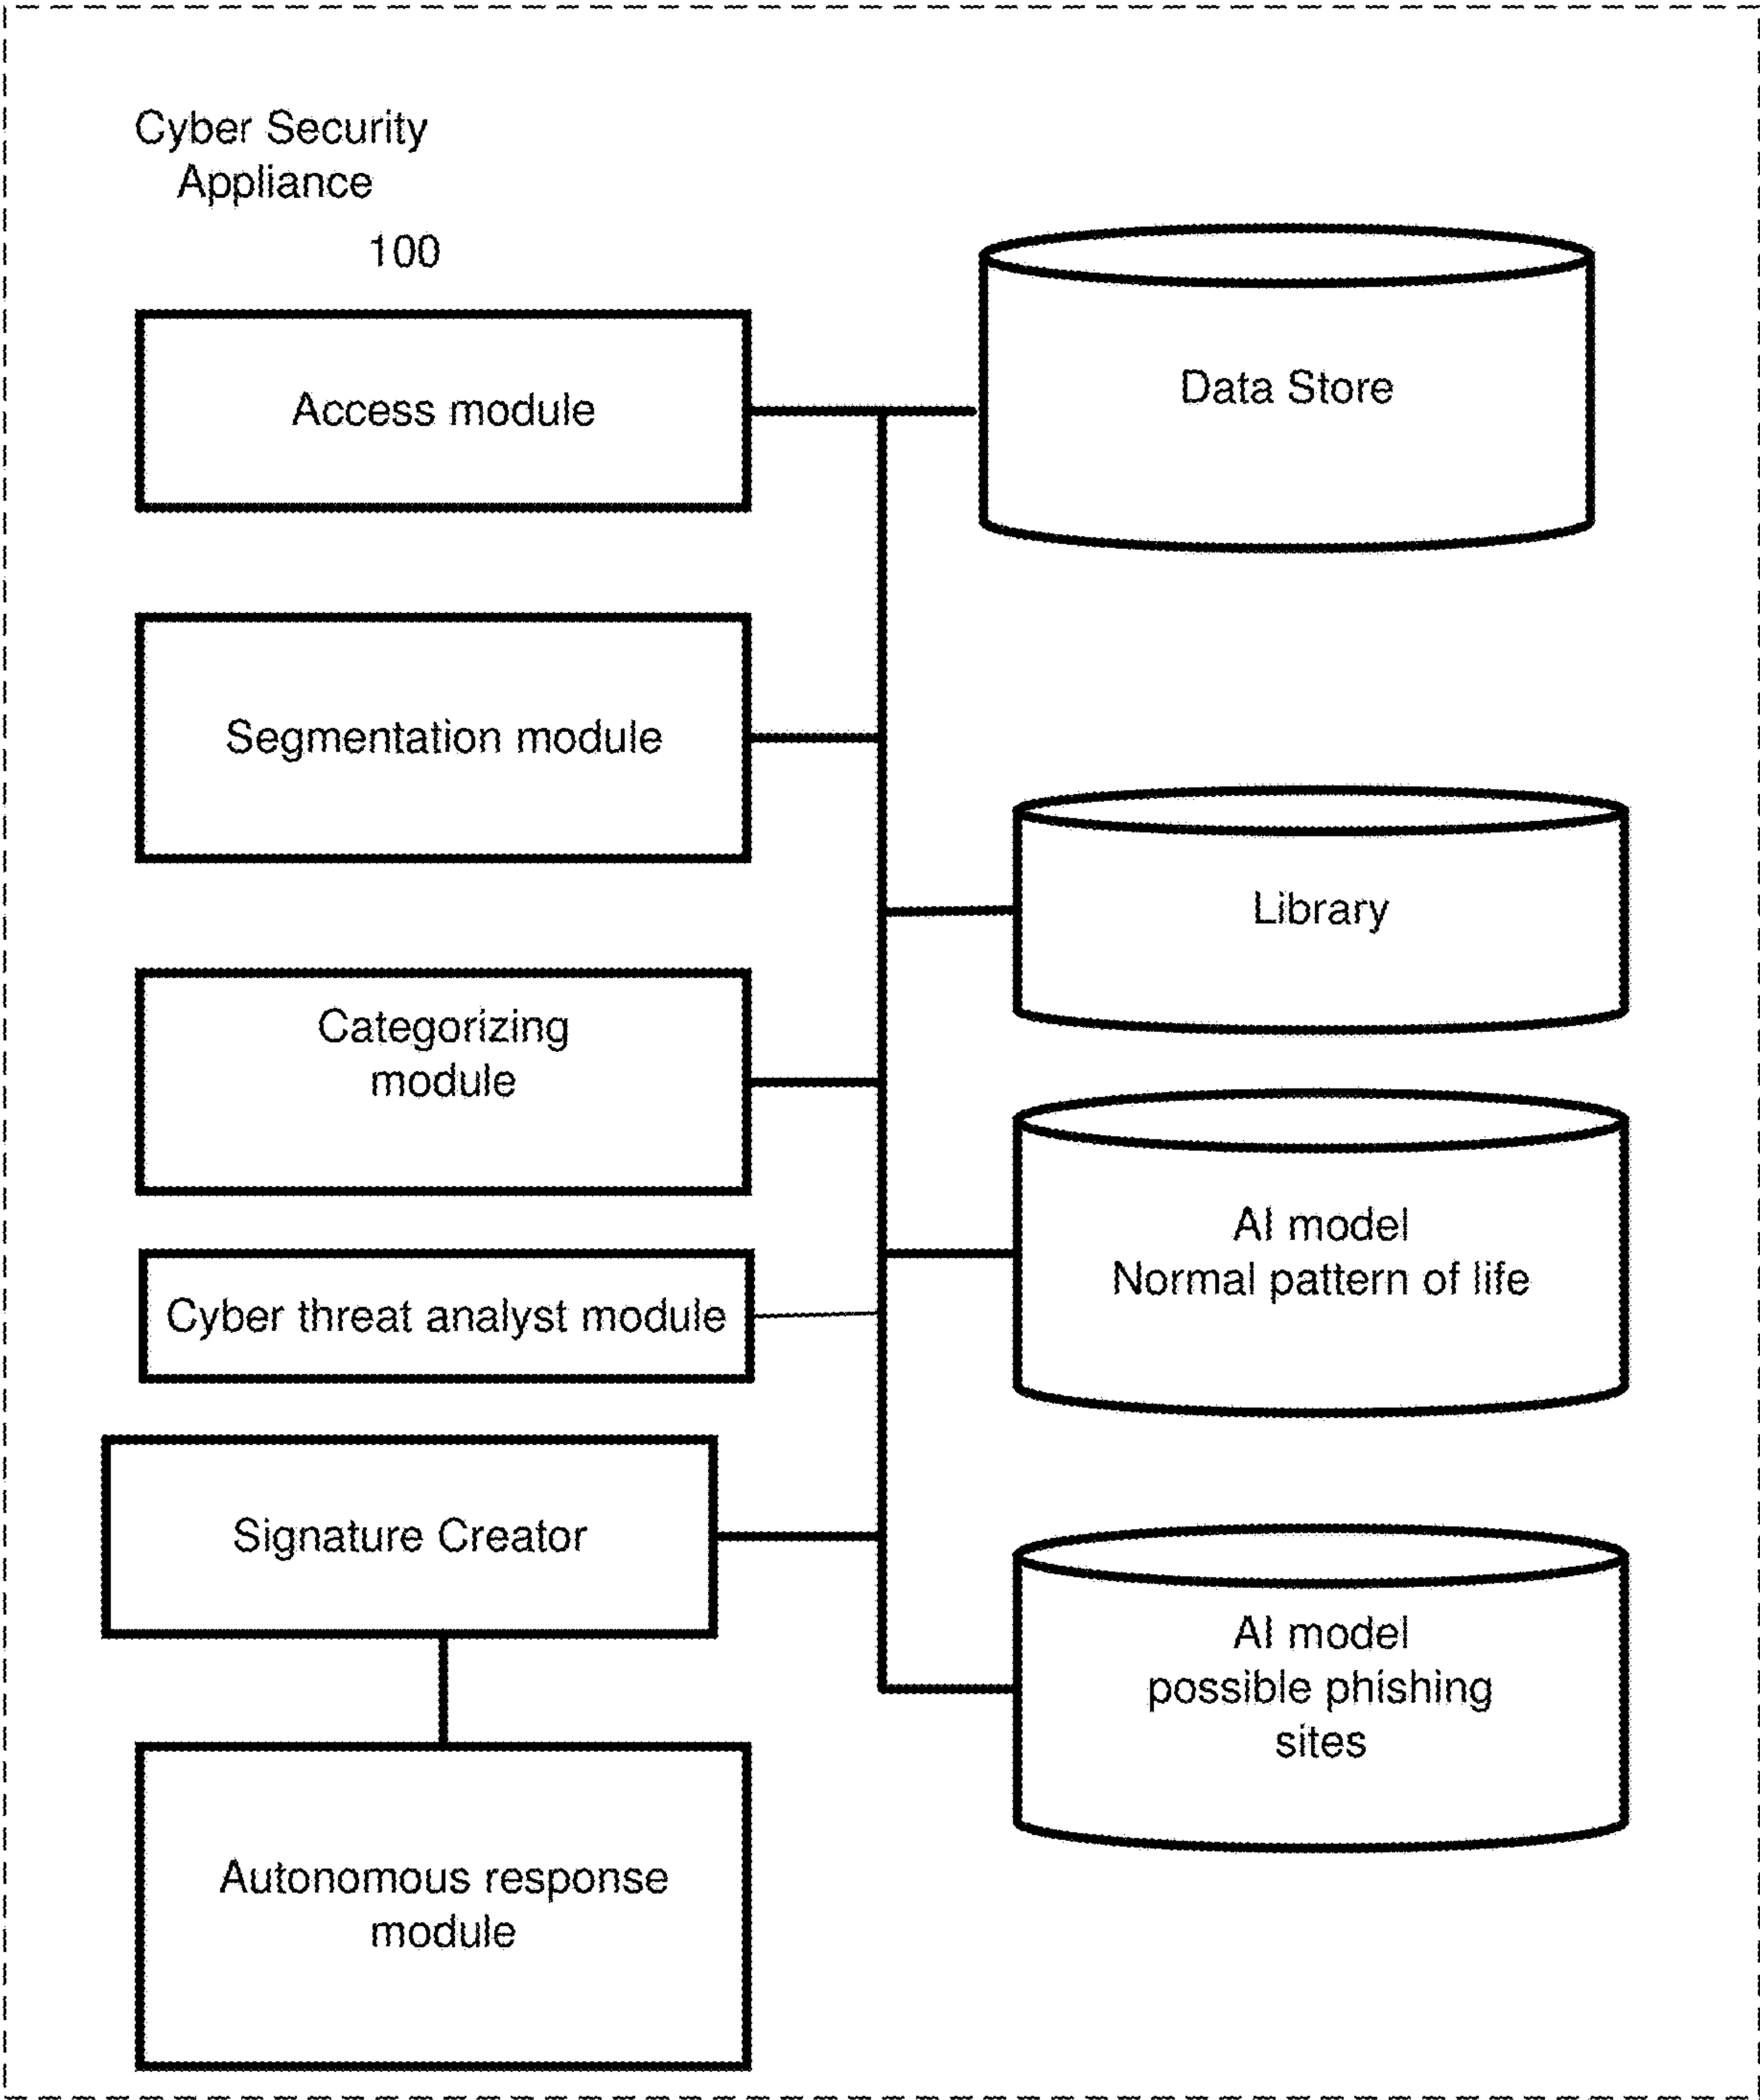 Cyber Security
Appliance
100
Access module
Data Store
Segmentation module
Library
Categorizing
module
AI model
Normal pattern of life
Cyber threat analyst module
Signature Creator
AI model
possible phishing
sites
Autonomous response
module